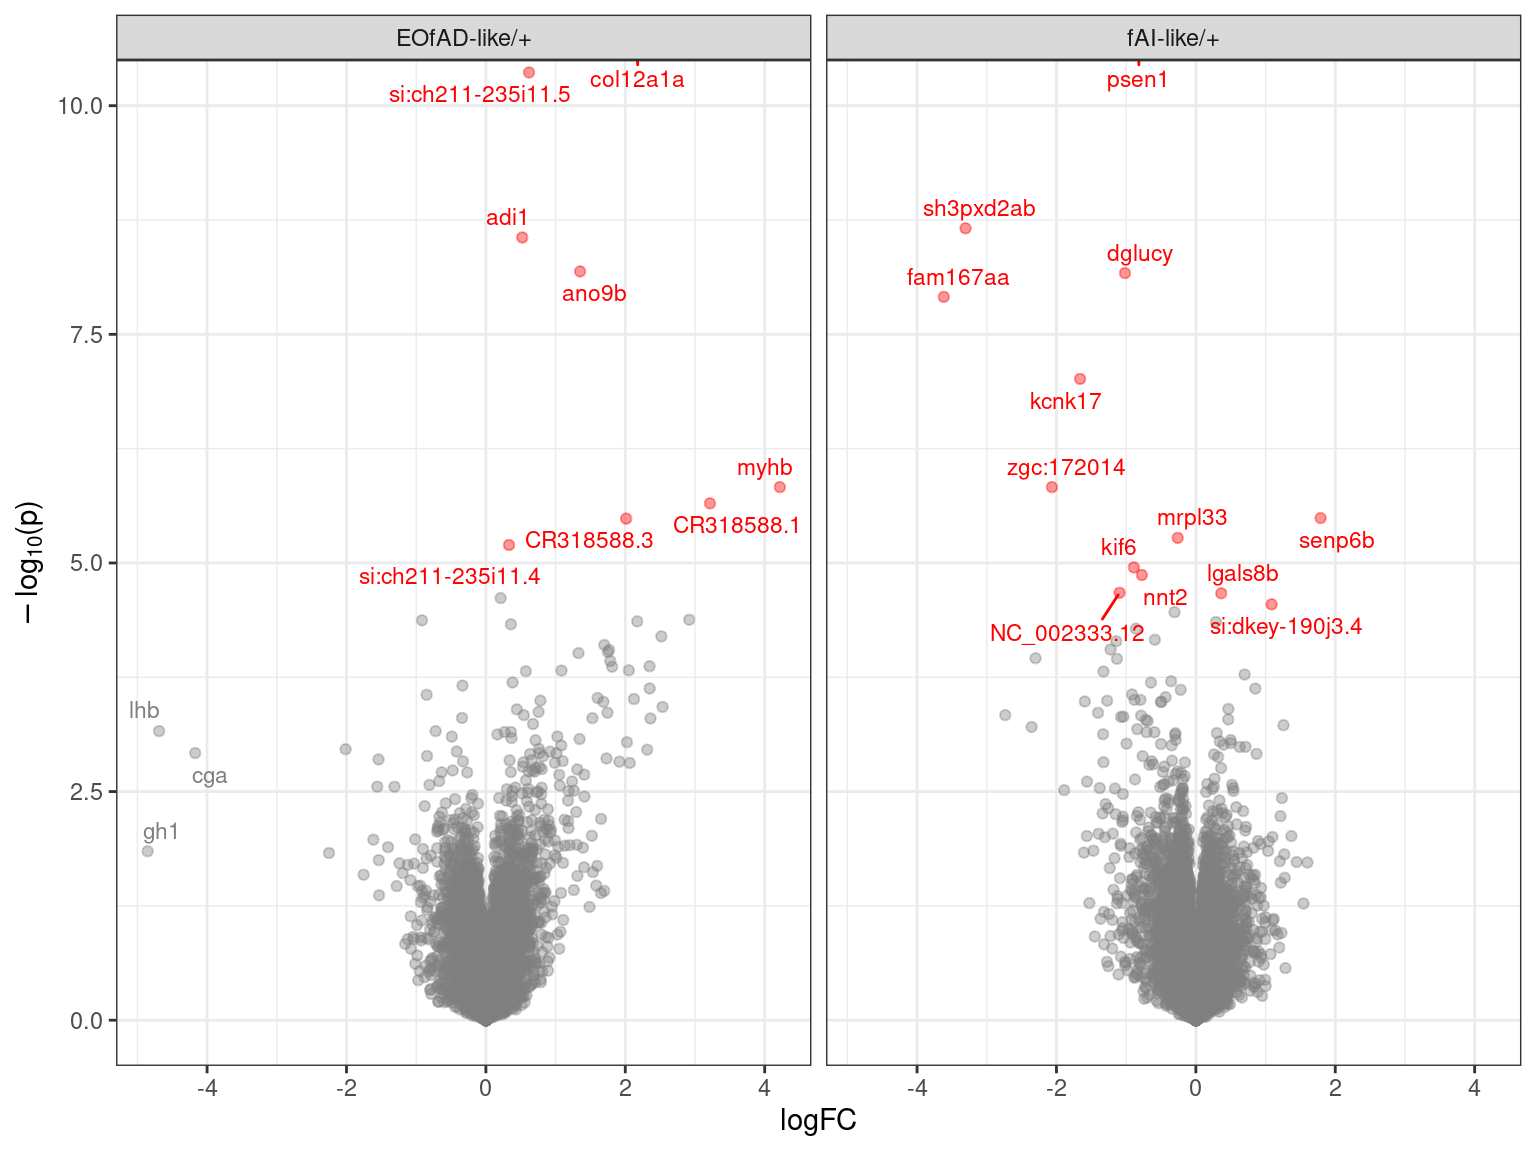 EOfAD-like/+
fAI-like/+
col12a1a
si:ch211-235i11.5
psen1
10.0
adi1
sh3pxd2ab
ano9b
dglucy
fam167aa
7.5
kcnk17
myhb
zgc:172014
CR318588.1
CR318588.3
mrpl33
senp6b
kif6
5.0
si:ch211-235i11.4
lgals8b
nnt2
NC_002333.12
si:dkey-190j3.4
lhb
cga
2.5
gh1
0.0
− log10(p)
-4
-2
0
2
4
-4
-2
0
2
4
logFC